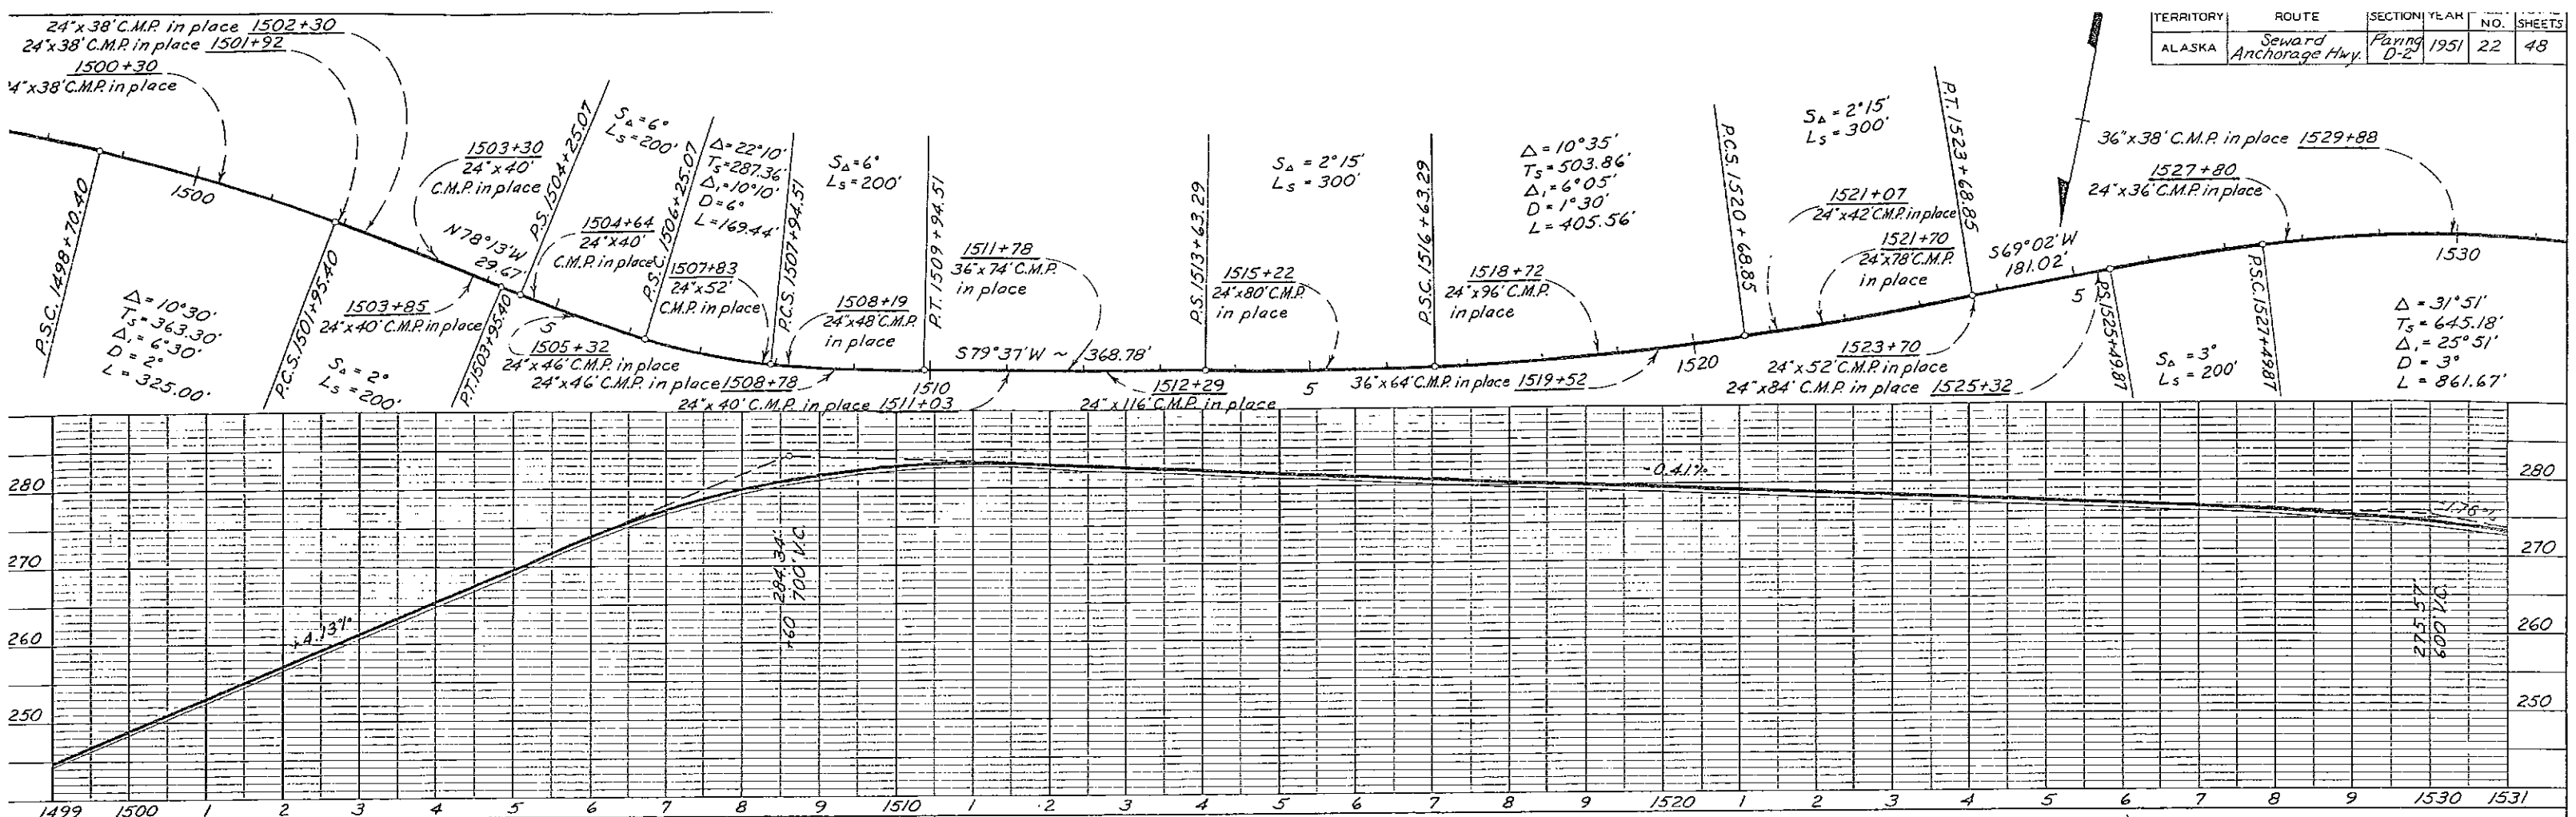 TERRITORY ROUTE SECTION YEAR NO. SHEETS
ALASKA Seward Anchorage Hwy. Paving D-2 1951 22 48
24"x38' C.M.P. in place 1502+30
24"x38' C.M.P. in place 1501+92
1500+30
24"x38' C.M.P. in place
P.S.C. 1498+70.40
1500
Δ = 10°30'
Ts = 363.30'
Δ₁ = 6°30'
D = 2°
L = 325.00'
P.C.S. 1501+95.40
SΔ = 2°
Ls = 200'
1503+30
24"x40'
C.M.P. in place
N78°13'W
29.67'
1503+85
24"x40' C.M.P. in place
P.T. 1503+95.40
P.S. 1504+25.07
SΔ = 6°
Ls = 200'
1504+64
24"x40'
C.M.P. in place
5
1505+32
24"x46' C.M.P. in place
P.S.C. 1506+25.07
Δ = 22°10'
Ts = 287.36'
Δ₁ = 10°10'
D = 6°
L = 169.44'
1507+83
24"x52'
C.M.P. in place
P.C.S. 1507+94.51
SΔ = 6°
Ls = 200'
1508+19
24"x48' C.M.P.
in place
24"x46' C.M.P. in place 1508+78
P.T. 1509+94.51
1510
24"x40' C.M.P. in place 1511+03
1511+78
36"x74' C.M.P.
in place
S79°37'W ~ 368.78'
1512+29
24"x116' C.M.P. in place
P.S. 1513+63.29
SΔ = 2°15'
Ls = 300'
1515+22
24"x80' C.M.P.
in place
5
P.S.C. 1516+63.29
Δ = 10°35'
Ts = 503.86'
Δ₁ = 6°05'
D = 1°30'
L = 405.56'
1518+72
24"x96' C.M.P.
in place
36"x64' C.M.P. in place 1519+52
1520
P.C.S. 1520+68.85
SΔ = 2°15'
Ls = 300'
1521+07
24"x42' C.M.P. in place
1521+70
24"x78' C.M.P.
in place
P.T. 1523+68.85
1523+70
24"x52' C.M.P. in place
24"x84' C.M.P. in place 1525+32
S69°02'W
181.02'
5
P.S. 1525+49.87
SΔ = 3°
Ls = 200'
36"x38' C.M.P. in place 1529+88
1527+80
24"x36' C.M.P. in place
P.S.C. 1527+49.87
1530
Δ = 31°51'
Ts = 645.18'
Δ₁ = 25°51'
D = 3°
L = 861.67'
280 280
270 270
260 260
250 250
+4.13%
+60 284.34
700' V.C.
-0.41%
-1.76%
275.57
600' V.C.
1499 1500 1 2 3 4 5 6 7 8 9 1510 1 2 3 4 5 6 7 8 9 1520 1 2 3 4 5 6 7 8 9 1530 1531